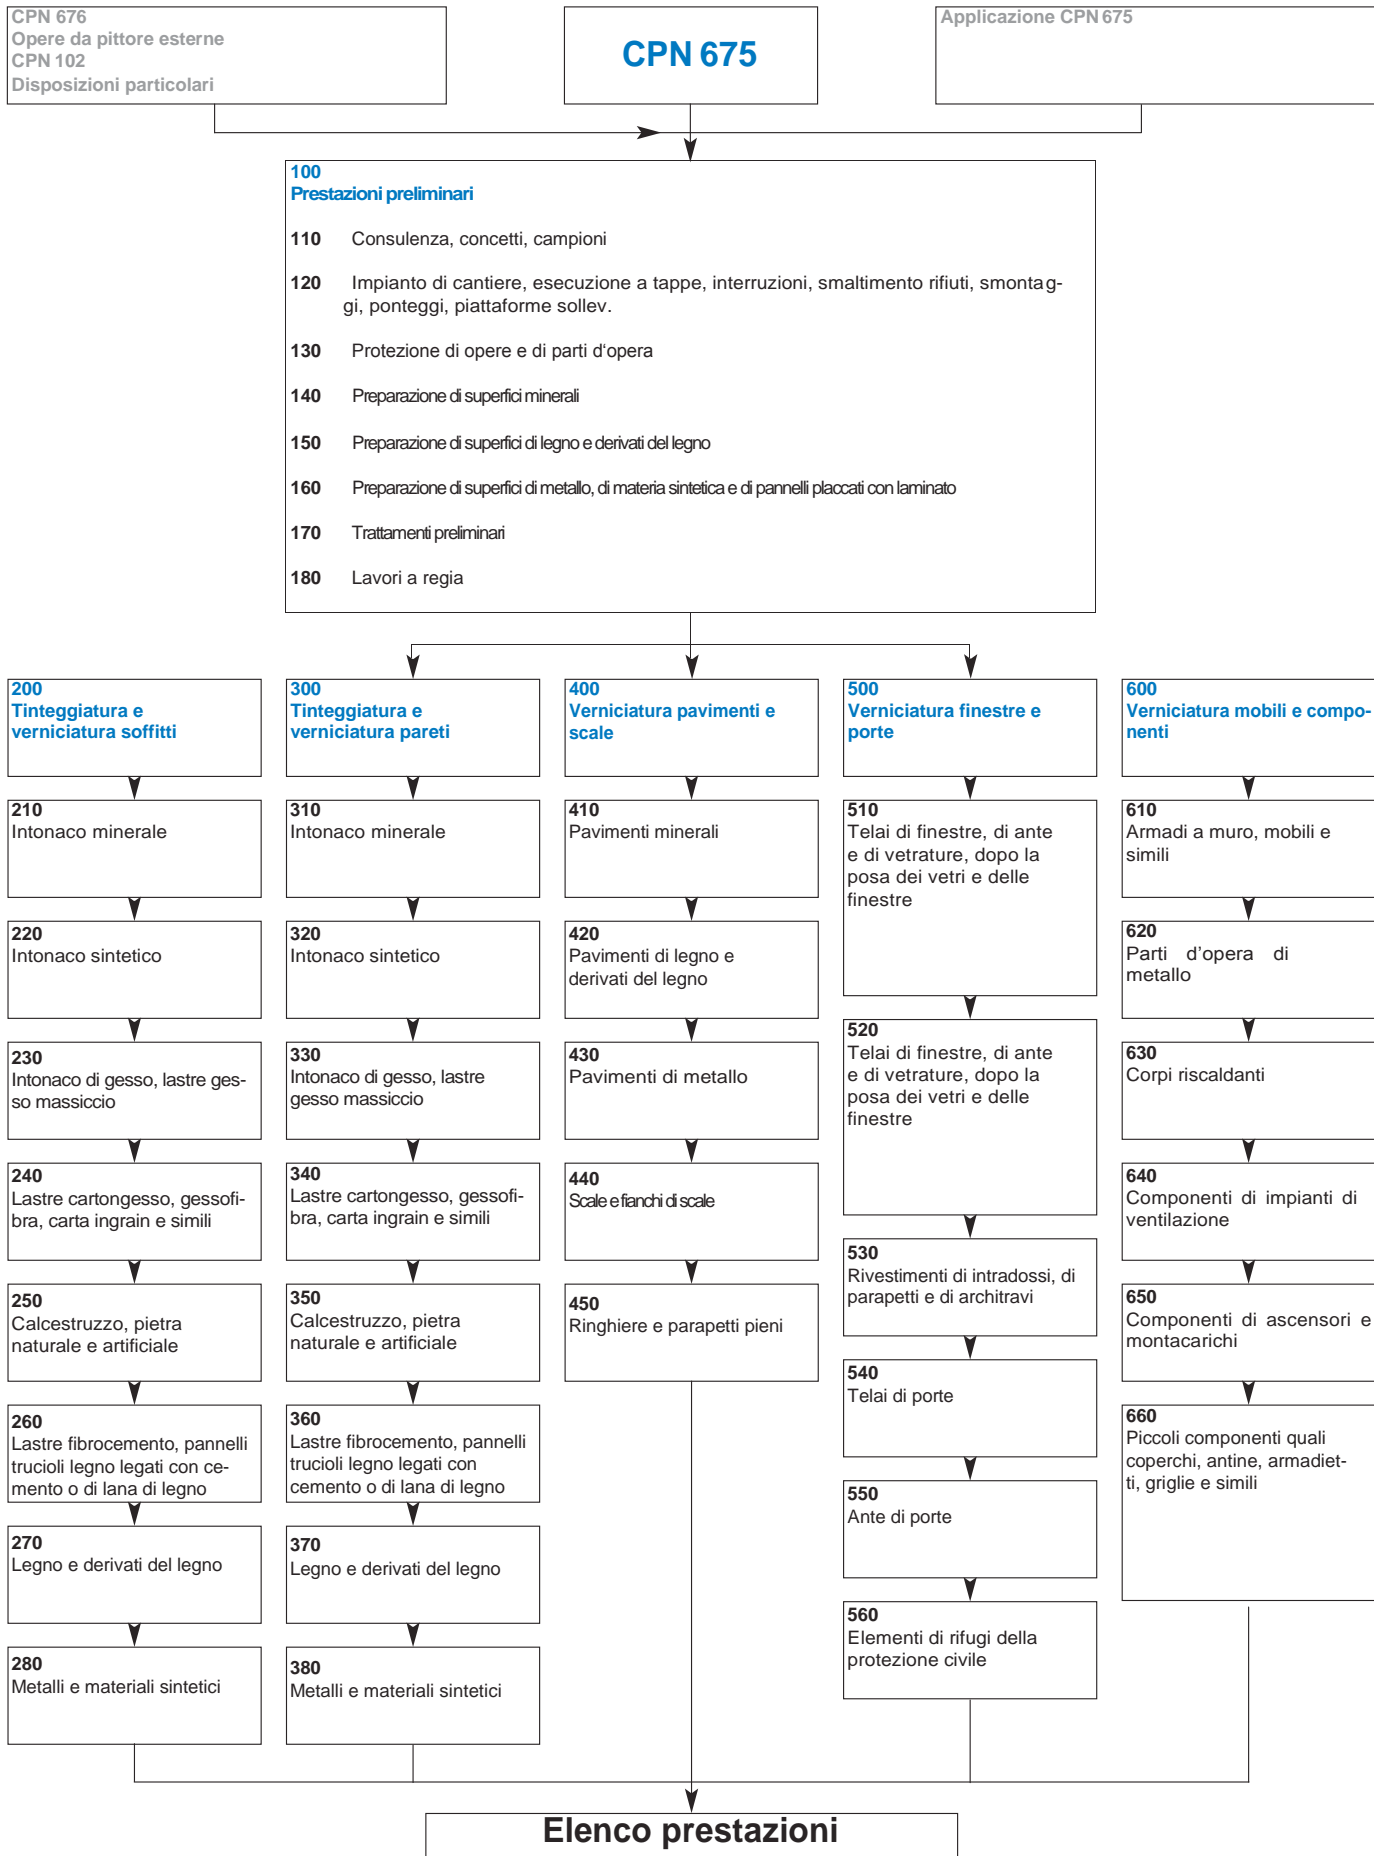 CPN 676
Opere da pittore esterne
CPN 102
Disposizioni particolari
CPN 675
Applicazione CPN 675
100
Prestazioni preliminari
110 Consulenza, concetti, campioni
120 Impianto di cantiere, esecuzione a tappe, interruzioni, smaltimento rifiuti, smontag-
gi, ponteggi, piattaforme sollev.
130 Protezione di opere e di parti d‘opera
140 Preparazione di superfici minerali
150 Preparazione di superfici di legno e derivati del legno
160 Preparazione di superfici di metallo, di materia sintetica e di pannelli placcati con laminato
170 Trattamenti preliminari
180 Lavori a regia
200
Tinteggiatura e
verniciatura soffitti
210
Intonaco minerale
220
Intonaco sintetico
230
Intonaco di gesso, lastre ges-
so massiccio
240
Lastre cartongesso, gessofi-
bra, carta ingrain e simili
250
Calcestruzzo, pietra
naturale e artificiale
260
Lastre fibrocemento, pannelli
trucioli legno legati con ce-
mento o di lana di legno
270
Legno e derivati del legno
280
Metalli e materiali sintetici
300
Tinteggiatura e
verniciatura pareti
310
Intonaco minerale
320
Intonaco sintetico
330
Intonaco di gesso, lastre
gesso massiccio
340
Lastre cartongesso, gessofi-
bra, carta ingrain e simili
350
Calcestruzzo, pietra
naturale e artificiale
360
Lastre fibrocemento, pannelli
trucioli legno legati con
cemento o di lana di legno
370
Legno e derivati del legno
380
Metalli e materiali sintetici
400
Verniciatura pavimenti e
scale
410
Pavimenti minerali
420
Pavimenti di legno e
derivati del legno
430
Pavimenti di metallo
440
Scale e fianchi di scale
450
Ringhiere e parapetti pieni
500
Verniciatura finestre e
porte
510
Telai di finestre, di ante
e di vetrature, dopo la
posa dei vetri e delle
finestre
520
Telai di finestre, di ante
e di vetrature, dopo la
posa dei vetri e delle
finestre
530
Rivestimenti di intradossi, di
parapetti e di architravi
540
Telai di porte
550
Ante di porte
560
Elementi di rifugi della
protezione civile
600
Verniciatura mobili e compo-
nenti
610
Armadi a muro, mobili e
simili
620
Parti d’opera di
metallo
630
Corpi riscaldanti
640
Componenti di impianti di
ventilazione
650
Componenti di ascensori e
montacarichi
660
Piccoli componenti quali
coperchi, antine, armadiet-
ti, griglie e simili
Elenco prestazioni